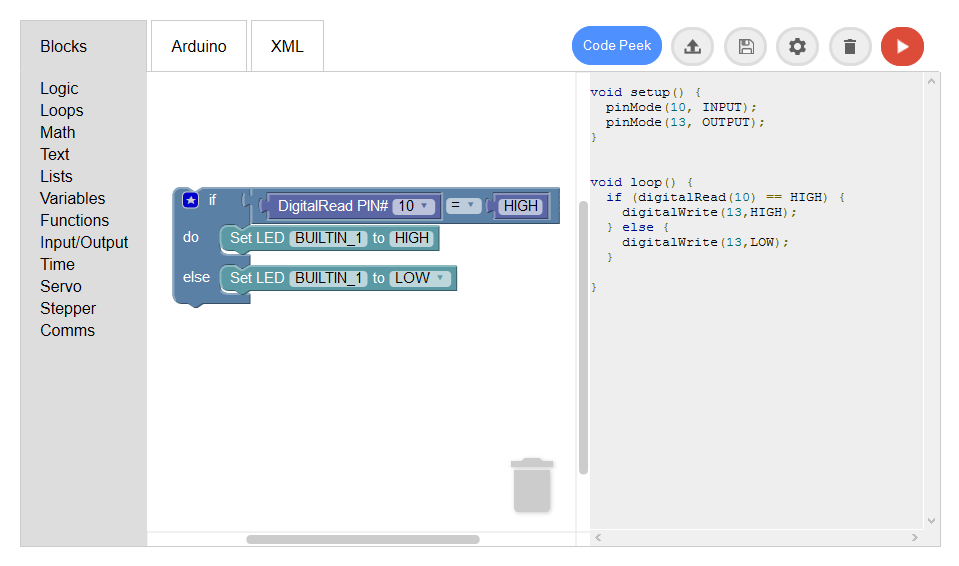 Blocks
Arduino
XML
Code Peek
Logic
Loops
Math
Text
Lists
Variables
Functions
Input/Output
Time
Servo
Stepper
Comms
if DigitalRead PIN# 10 = HIGH
do Set LED BUILTIN_1 to HIGH
else Set LED BUILTIN_1 to LOW
void setup() {
  pinMode(10, INPUT);
  pinMode(13, OUTPUT);
}
void loop() {
  if (digitalRead(10) == HIGH) {
    digitalWrite(13,HIGH);
  } else {
    digitalWrite(13,LOW);
  }
}